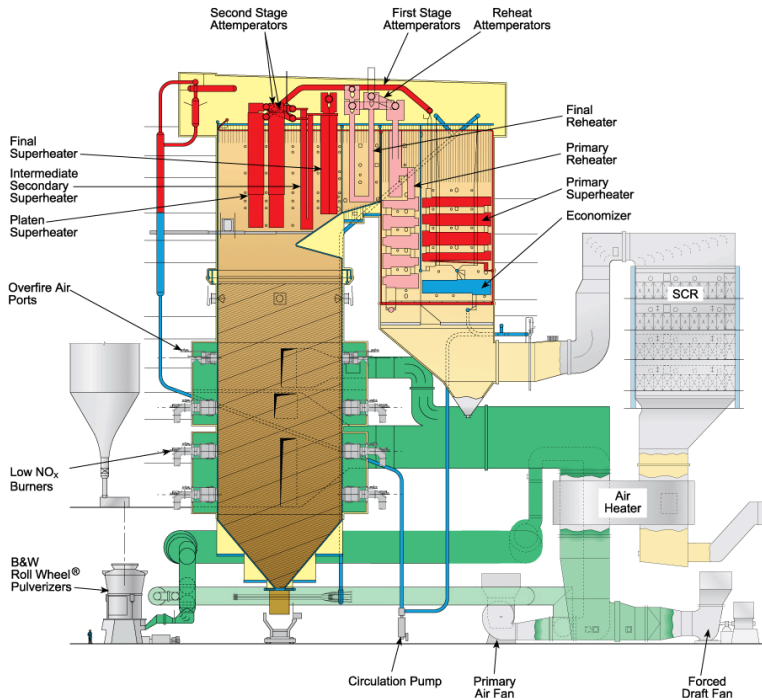 Second Stage
Attemperators
First Stage
Attemperators
Reheat
Attemperators
Final
Reheater
Primary
Reheater
Primary
Superheater
Economizer
Final
Superheater
Intermediate
Secondary
Superheater
Platen
Superheater
Overfire Air
Ports
SCR
Low NOx
Burners
Air
Heater
B&W
Roll Wheel®
Pulverizers
Circulation Pump
Primary
Air Fan
Forced
Draft Fan